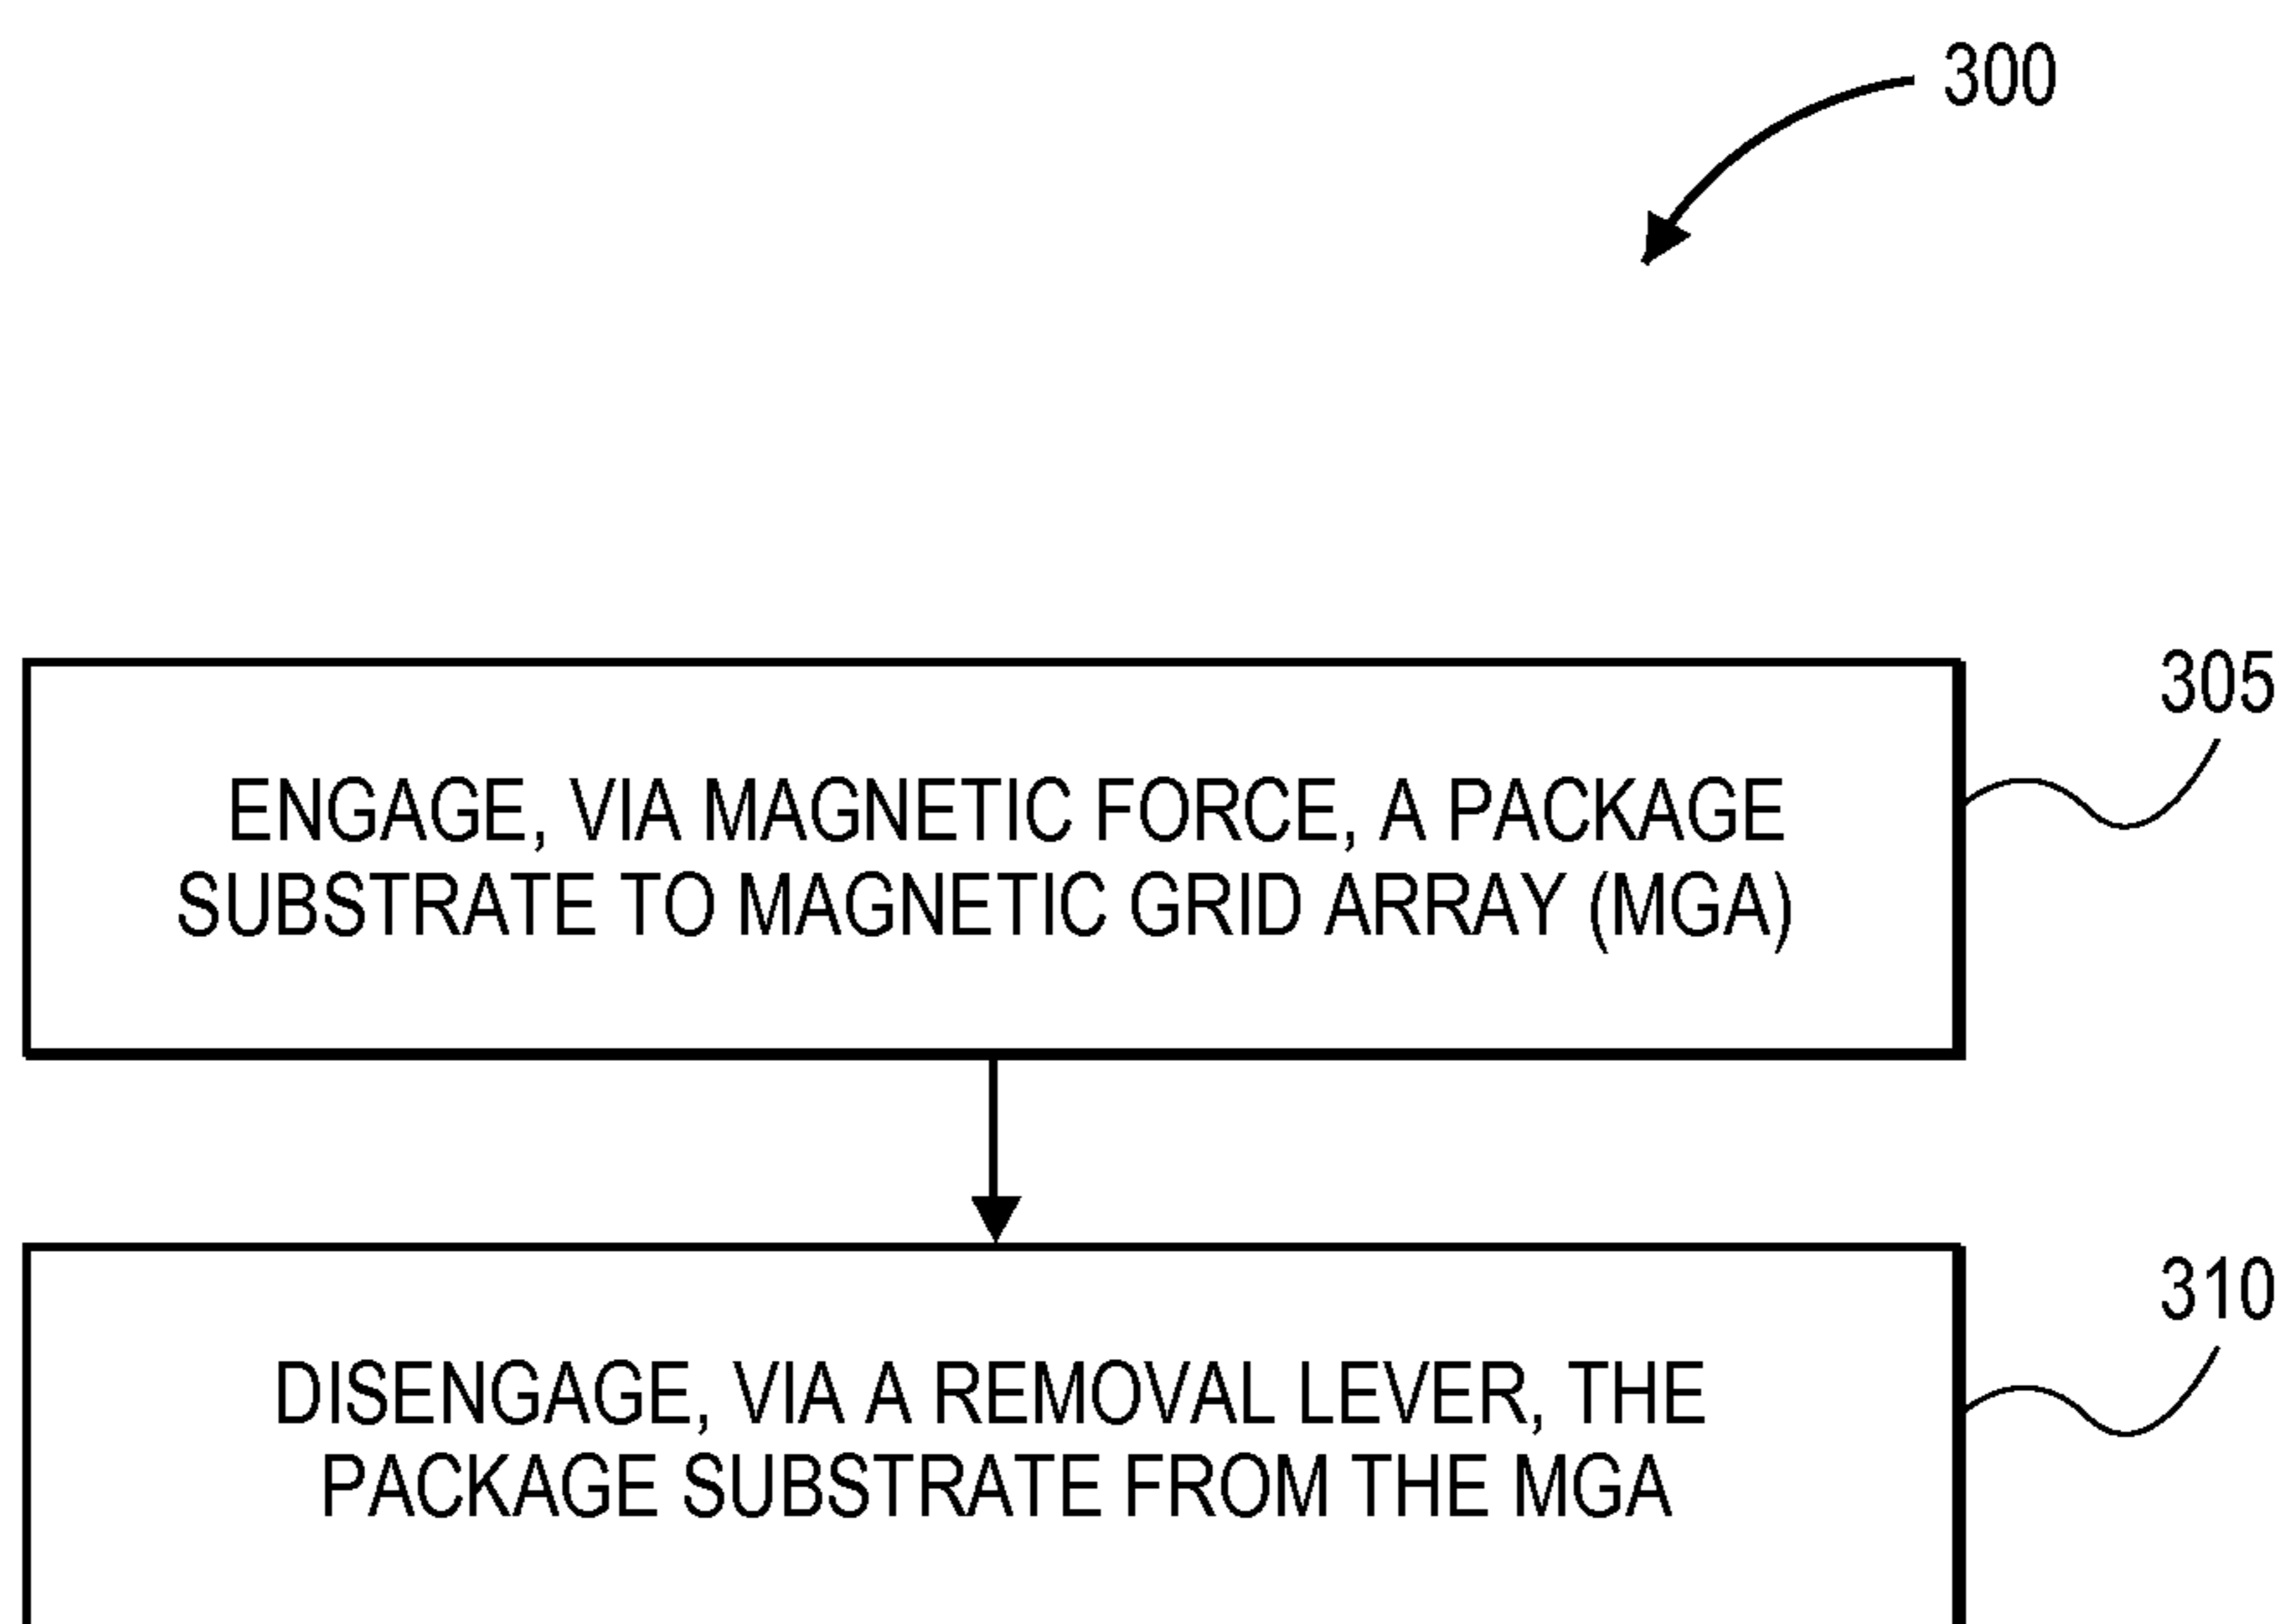 300
305
ENGAGE, VIA MAGNETIC FORCE, A PACKAGE
SUBSTRATE TO MAGNETIC GRID ARRAY (MGA)
310
DISENGAGE, VIA A REMOVAL LEVER, THE
PACKAGE SUBSTRATE FROM THE MGA